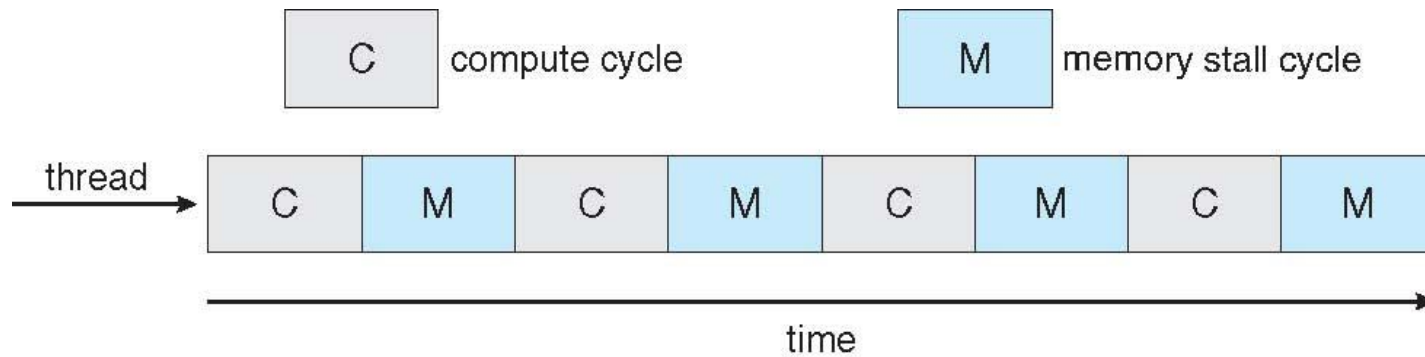 C compute cycle M memory stall cycle
thread
C M C M C M C M
time